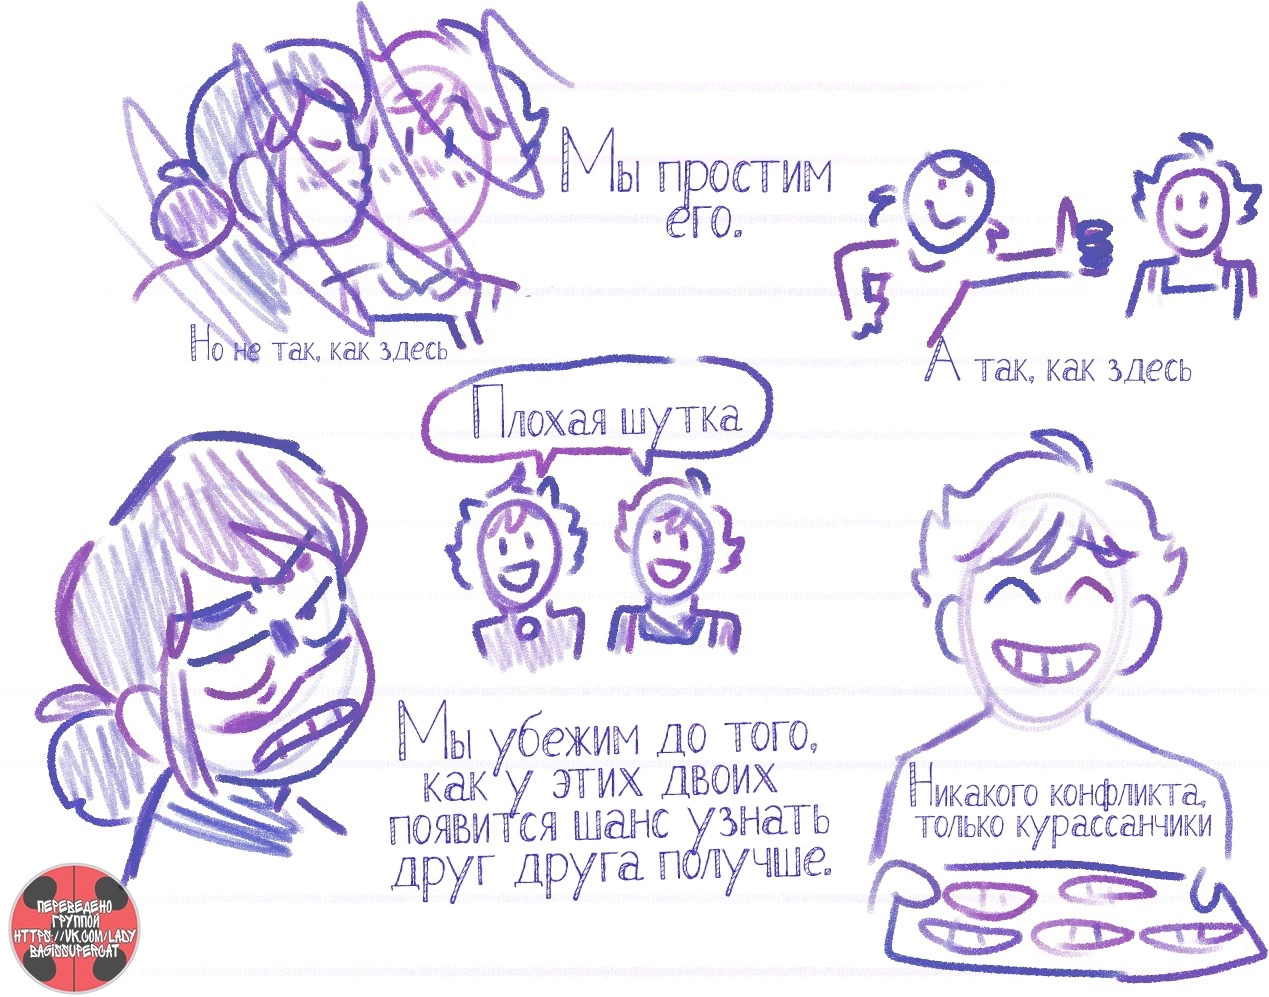 Мы простим
его.
Но не так, как здесь
А так, как здесь
Плохая шутка
Мы убежим до того,
как у этих двоих
появится шанс узнать
друг друга получше.
Никакого конфликта,
только курассанчики
Переведено
группой
https://vk.com/lady
bagissupercat